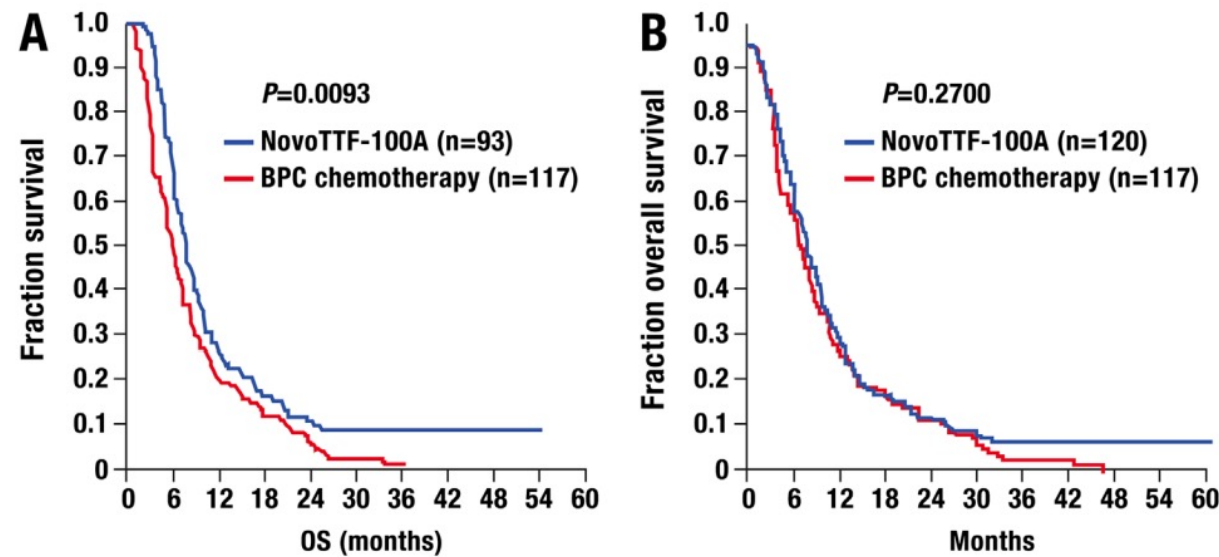 A
Fraction survival
1.0
0.9
0.8
0.7
0.6
0.5
0.4
0.3
0.2
0.1
0
P=0.0093
NovoTTF-100A (n=93)
BPC chemotherapy (n=117)
0 6 12 18 24 30 36 42 48 54 60
OS (months)
B
Fraction overall survival
1.0
0.9
0.8
0.7
0.6
0.5
0.4
0.3
0.2
0.1
0
P=0.2700
NovoTTF-100A (n=120)
BPC chemotherapy (n=117)
0 6 12 18 24 30 36 42 48 54 60
Months